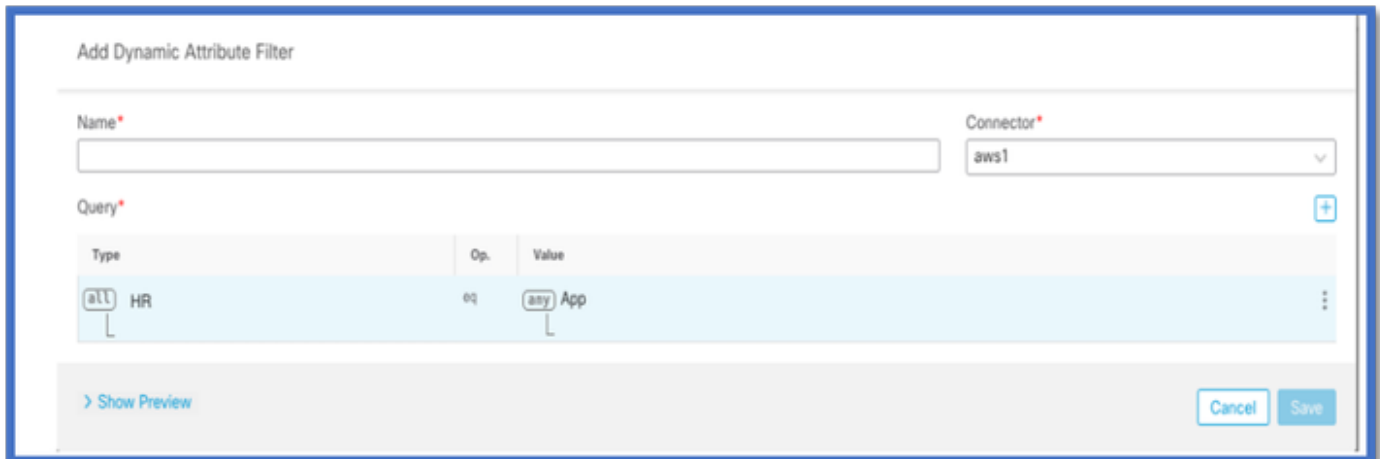 Add Dynamic Attribute Filter
Name* Connector*
aws1
Query* +
Type Op. Value
all HR eq any App
> Show Preview Cancel Save